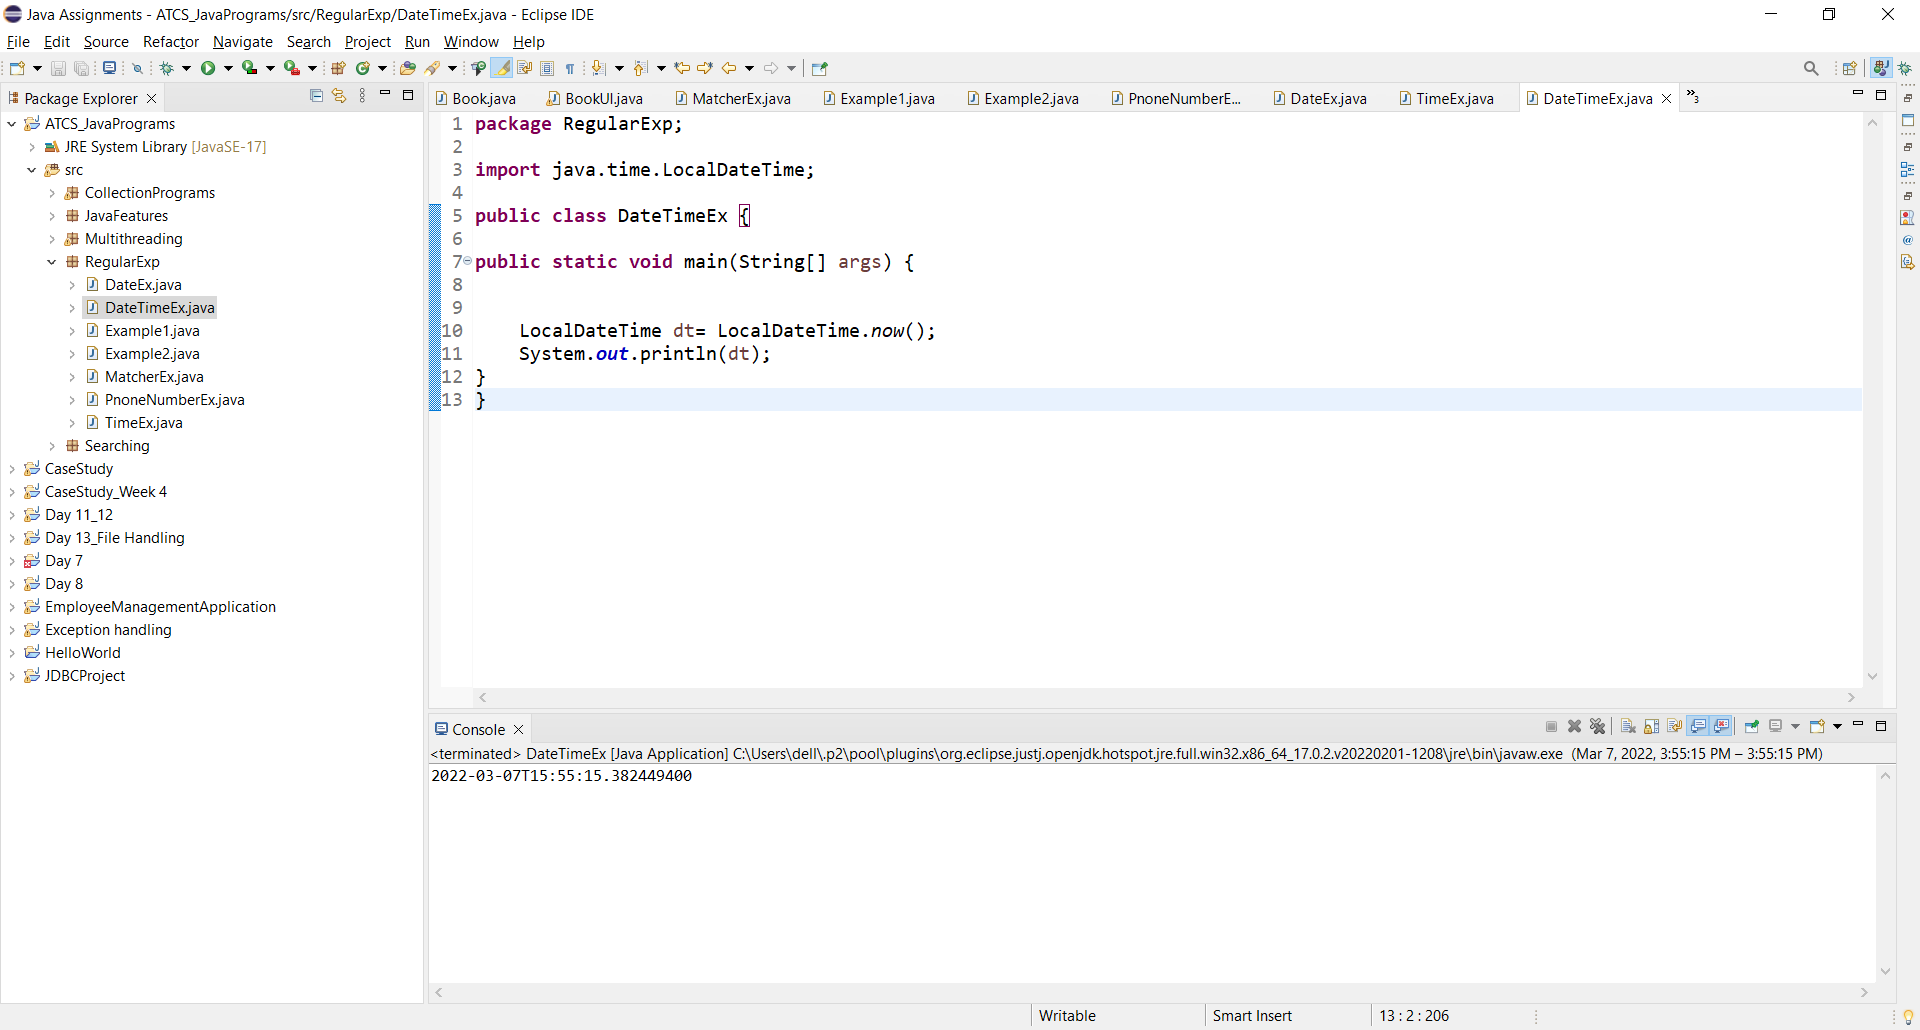 Java Assignments - ATCS_JavaPrograms/src/RegularExp/DateTimeEx.java - Eclipse IDE
File Edit Source Refactor Navigate Search Project Run Window Help
Package Explorer
ATCS_JavaPrograms
JRE System Library [JavaSE-17]
src
CollectionPrograms
JavaFeatures
Multithreading
RegularExp
DateEx.java
DateTimeEx.java
Example1.java
Example2.java
MatcherEx.java
PnoneNumberEx.java
TimeEx.java
Searching
CaseStudy
CaseStudy_Week 4
Day 11_12
Day 13_File Handling
Day 7
Day 8
EmployeeManagementApplication
Exception handling
HelloWorld
JDBCProject
Book.java BookUI.java MatcherEx.java Example1.java Example2.java PnoneNumberE... DateEx.java TimeEx.java DateTimeEx.java »3
1 package RegularExp;
2
3 import java.time.LocalDateTime;
4
5 public class DateTimeEx {
6
7 public static void main(String[] args) {
8
9
10 LocalDateTime dt= LocalDateTime.now();
11 System.out.println(dt);
12 }
13 }
Console
<terminated> DateTimeEx [Java Application] C:\Users\dell\.p2\pool\plugins\org.eclipse.justj.openjdk.hotspot.jre.full.win32.x86_64_17.0.2.v20220201-1208\jre\bin\javaw.exe (Mar 7, 2022, 3:55:15 PM – 3:55:15 PM)
2022-03-07T15:55:15.382449400
Writable Smart Insert 13 : 2 : 206